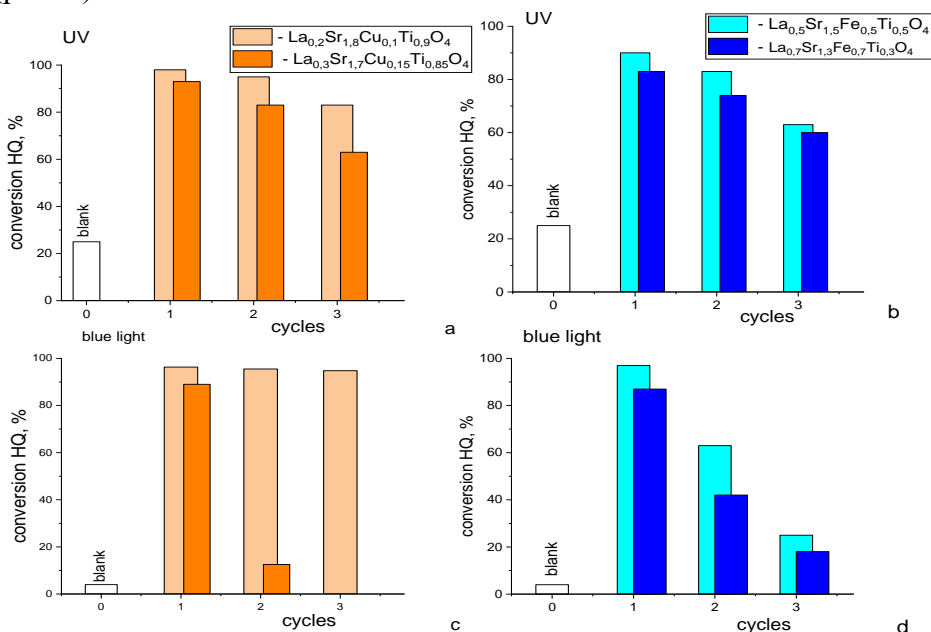 UV
- La0,2Sr1,8Cu0,1Ti0,9O4
- La0,3Sr1,7Cu0,15Ti0,85O4
conversion HQ, %
100
80
60
40
20
0
blank
0
1
2
3
cycles
a
UV
- La0,5Sr1,5Fe0,5Ti0,5O4
- La0,7Sr1,3Fe0,7Ti0,3O4
conversion HQ, %
100
80
60
40
20
0
blank
0
1
2
3
cycles
b
blue light
conversion HQ, %
100
80
60
40
20
0
blank
0
1
2
3
cycles
c
blue light
conversion HQ, %
100
80
60
40
20
0
blank
0
1
2
3
cycles
d